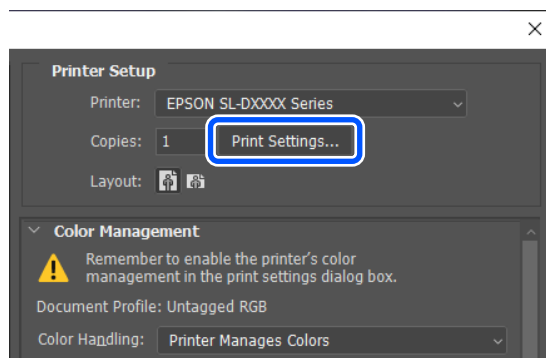 Printer Setup
Printer: EPSON SL-DXXXX Series
Copies: 1 Print Settings...
Layout:
Color Management
Remember to enable the printer's color
management in the print settings dialog box.
Document Profile: Untagged RGB
Color Handling: Printer Manages Colors